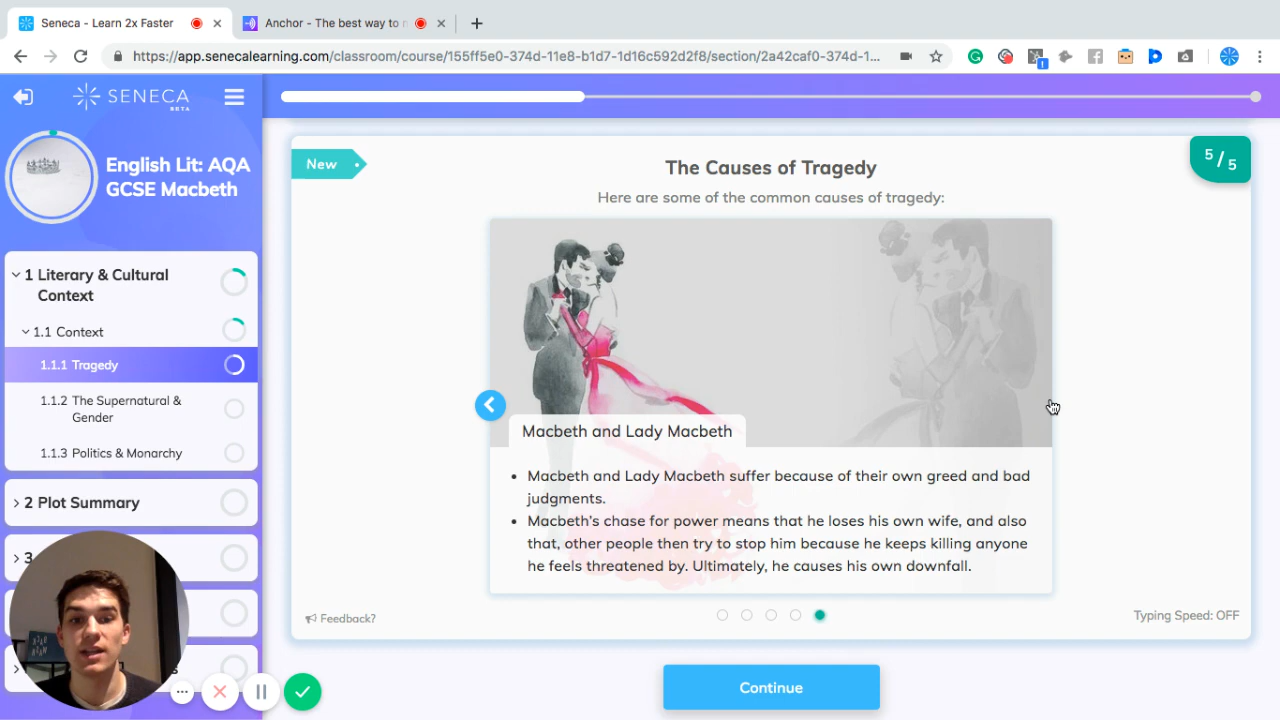 Seneca - Learn 2x Faster
Anchor - The best way to
https://app.senecalearning.com/classroom/course/155ff5e0-374d-11e8-b1d7-1d16c592d2f8/section/2a42caf0-374d-1...
SENECA
BETA
English Lit: AQA
GCSE Macbeth
1 Literary & Cultural
Context
1.1 Context
1.1.1 Tragedy
1.1.2 The Supernatural &
Gender
1.1.3 Politics & Monarchy
2 Plot Summary
3
New
The Causes of Tragedy
5/5
Here are some of the common causes of tragedy:
Macbeth and Lady Macbeth
• Macbeth and Lady Macbeth suffer because of their own greed and bad
judgments.
• Macbeth's chase for power means that he loses his own wife, and also
that, other people then try to stop him because he keeps killing anyone
he feels threatened by. Ultimately, he causes his own downfall.
Feedback?
Typing Speed: OFF
Continue